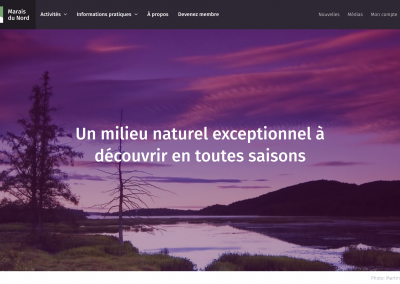 Marais
du Nord
Activités
Informations pratiques
À propos
Devenez membre
Nouvelles
Médias
Mon compte
Un milieu naturel exceptionnel à
découvrir en toutes saisons
Photo: Martin